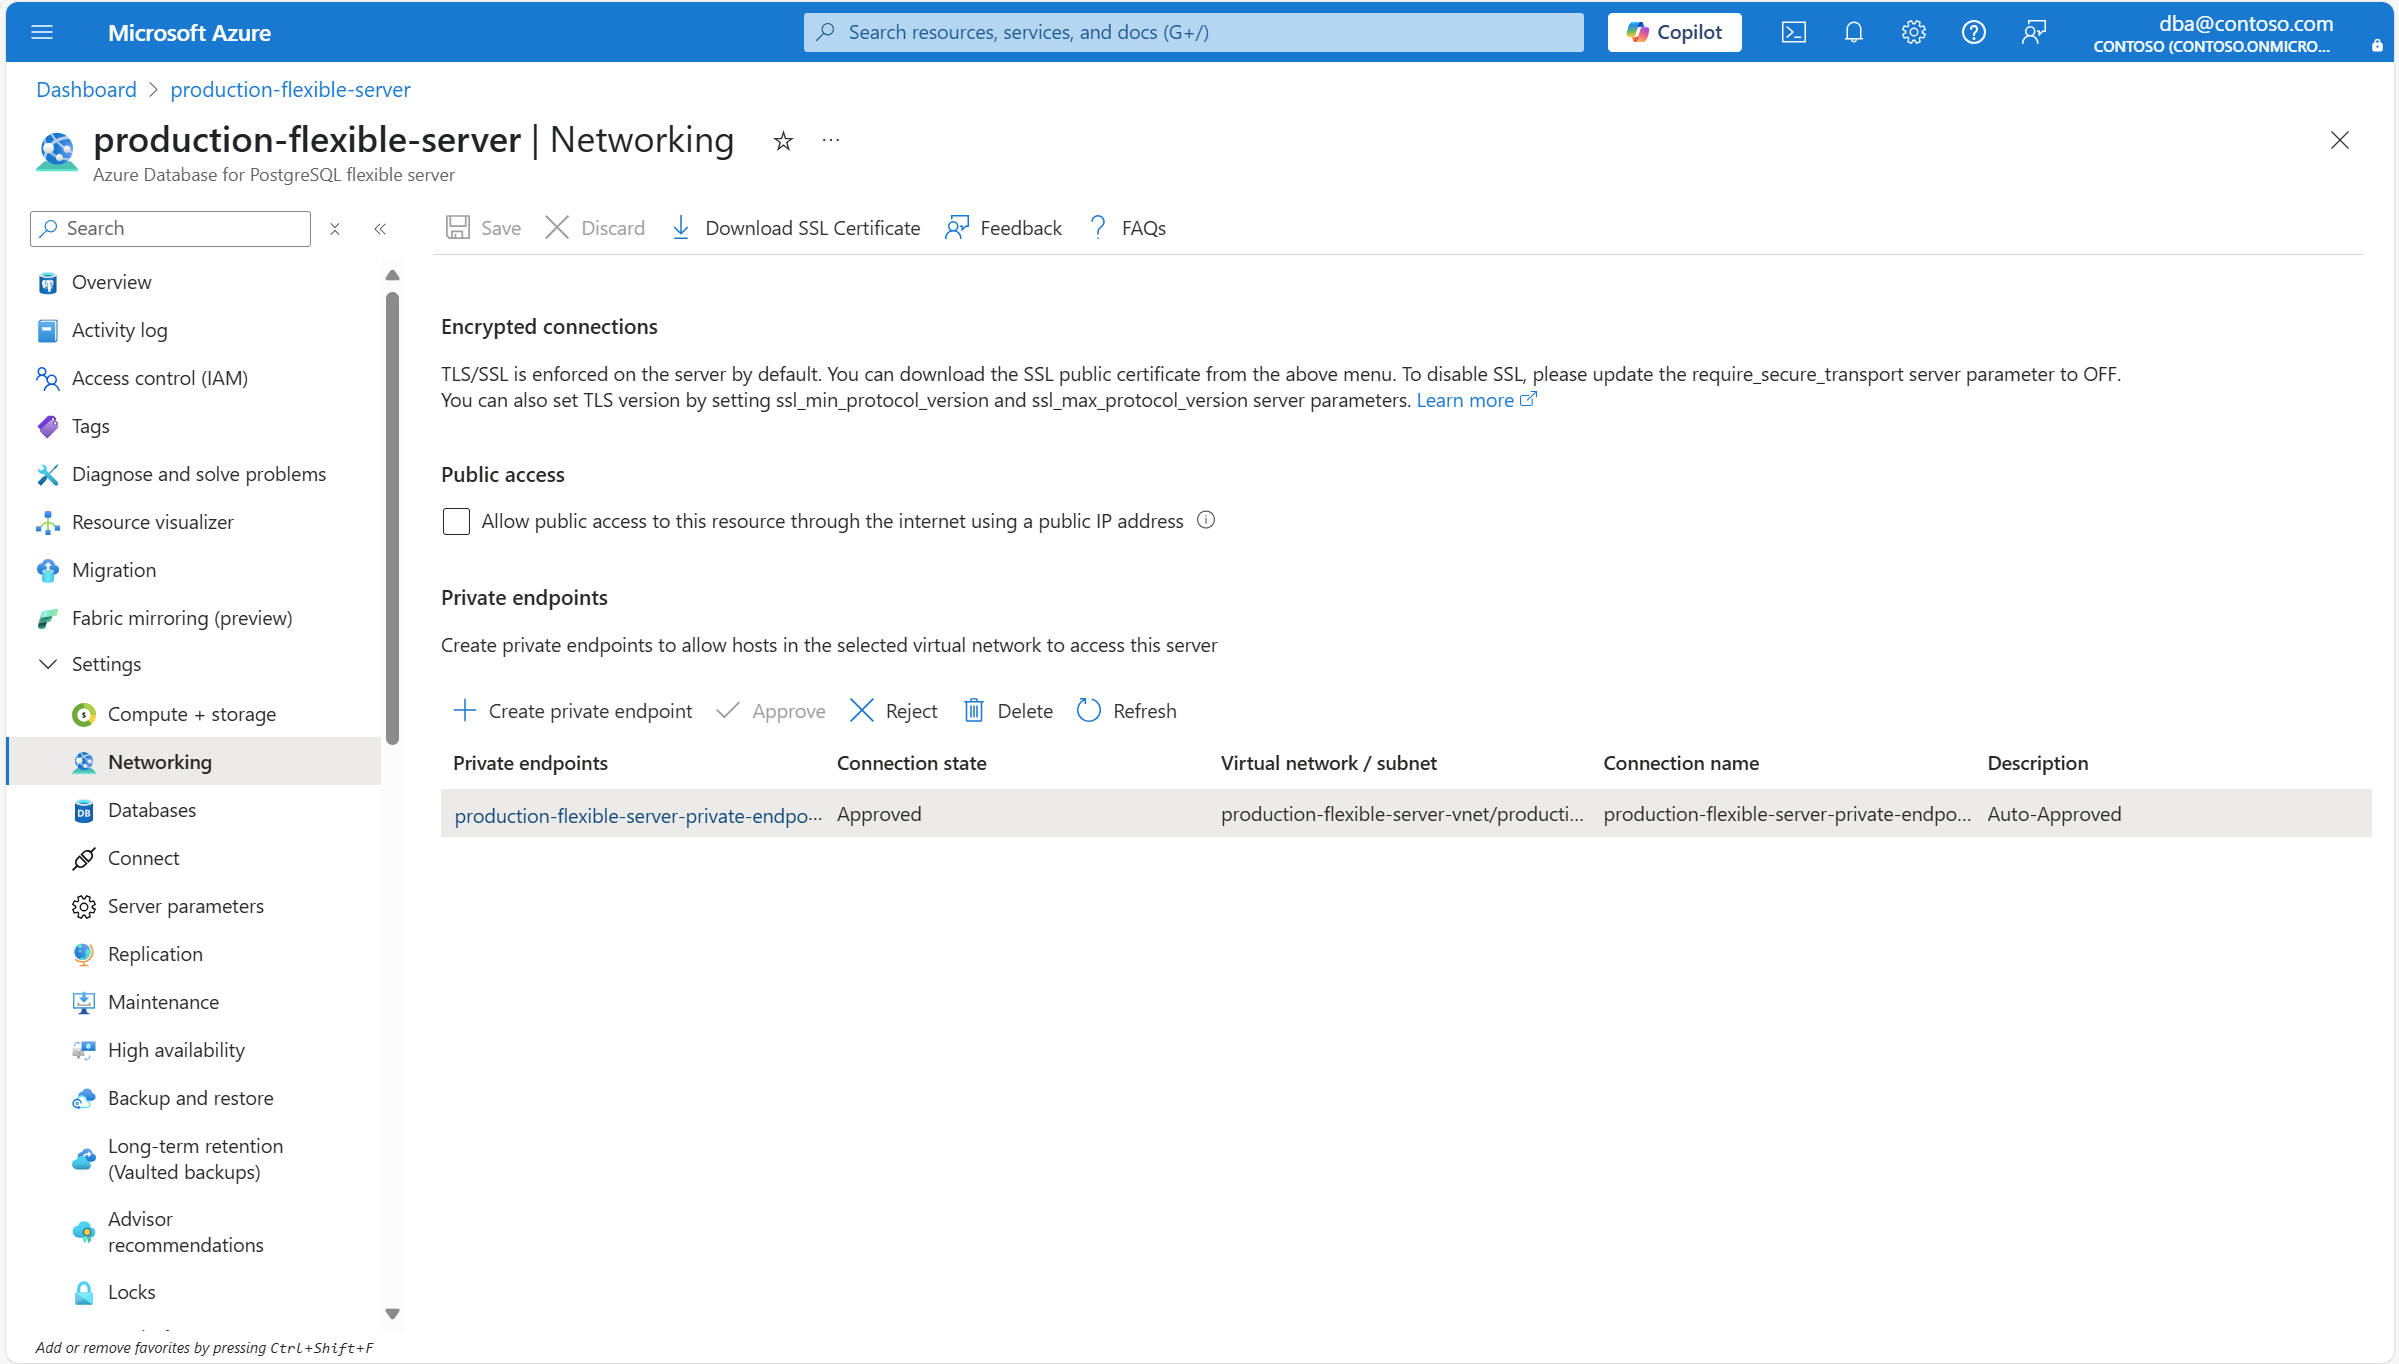 Microsoft Azure
Search resources, services, and docs (G+/)
Copilot
dba@contoso.com
CONTOSO (CONTOSO.ONMICRO...
Dashboard > production-flexible-server
production-flexible-server | Networking
Azure Database for PostgreSQL flexible server
Search
Save
Discard
Download SSL Certificate
Feedback
FAQs
Overview
Activity log
Access control (IAM)
Tags
Diagnose and solve problems
Resource visualizer
Migration
Fabric mirroring (preview)
Settings
Compute + storage
Networking
Databases
Connect
Server parameters
Replication
Maintenance
High availability
Backup and restore
Long-term retention
(Vaulted backups)
Advisor
recommendations
Locks
Add or remove favorites by pressing Ctrl+Shift+F
Encrypted connections
TLS/SSL is enforced on the server by default. You can download the SSL public certificate from the above menu. To disable SSL, please update the require_secure_transport server parameter to OFF.
You can also set TLS version by setting ssl_min_protocol_version and ssl_max_protocol_version server parameters. Learn more
Public access
Allow public access to this resource through the internet using a public IP address
Private endpoints
Create private endpoints to allow hosts in the selected virtual network to access this server
Create private endpoint
Approve
Reject
Delete
Refresh
Private endpoints Connection state Virtual network / subnet Connection name Description
production-flexible-server-private-endpo... Approved production-flexible-server-vnet/producti... production-flexible-server-private-endpo... Auto-Approved